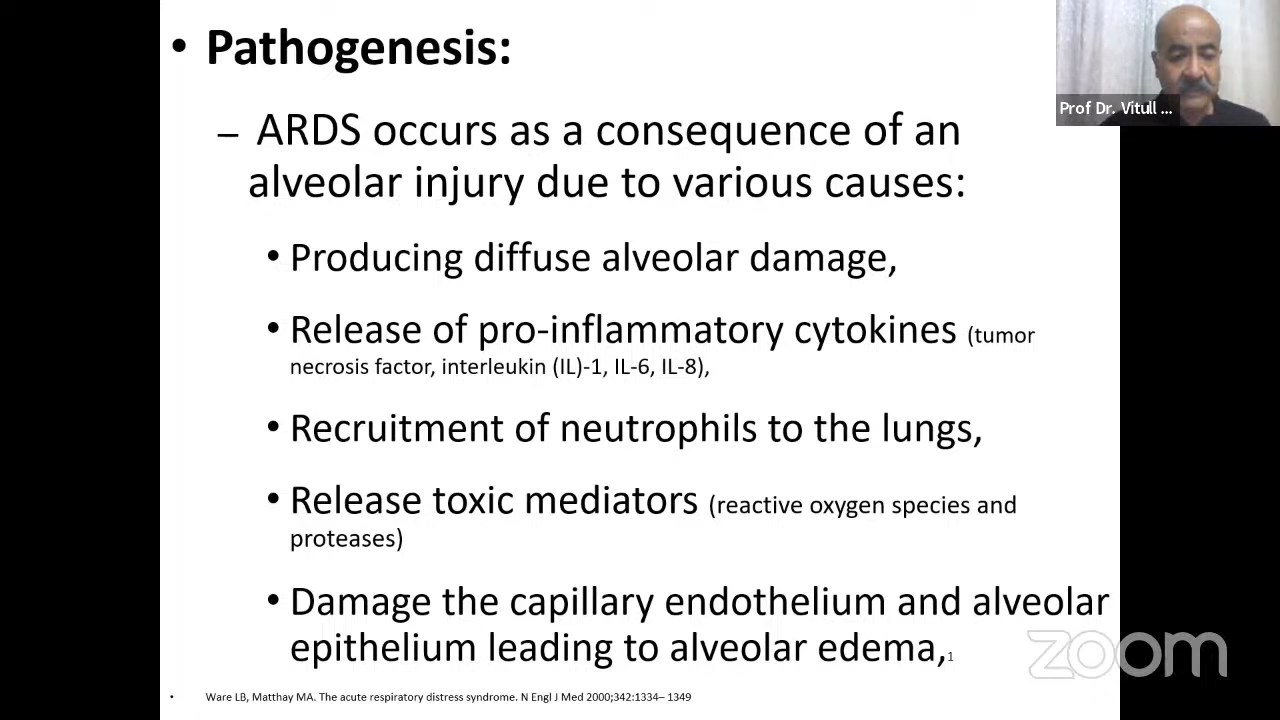 • Pathogenesis:
Prof Dr. Vitull ...
– ARDS occurs as a consequence of an
alveolar injury due to various causes:
• Producing diffuse alveolar damage,
• Release of pro-inflammatory cytokines (tumor
necrosis factor, interleukin (IL)-1, IL-6, IL-8),
• Recruitment of neutrophils to the lungs,
• Release toxic mediators (reactive oxygen species and
proteases)
• Damage the capillary endothelium and alveolar
epithelium leading to alveolar edema,1
zoom
• Ware LB, Matthay MA. The acute respiratory distress syndrome. N Engl J Med 2000;342:1334– 1349